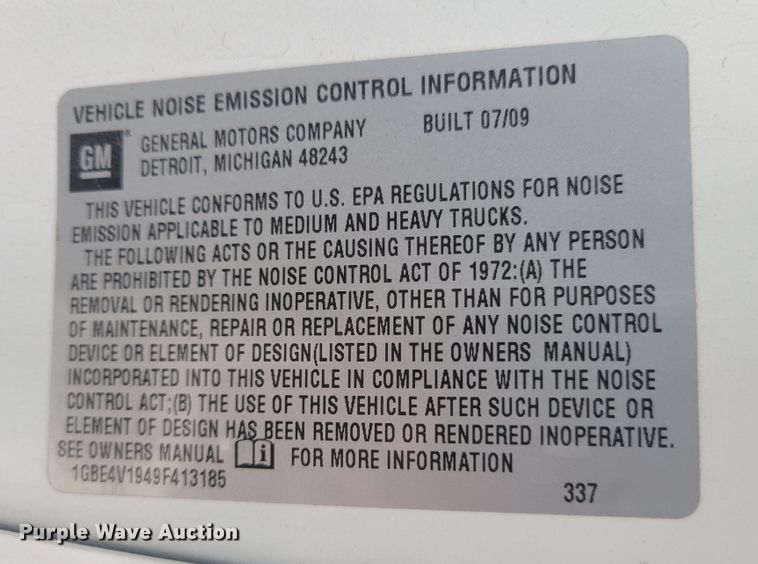 VEHICLE NOISE EMISSION CONTROL INFORMATION
GM ® GENERAL MOTORS COMPANY BUILT 07/09
DETROIT, MICHIGAN 48243
THIS VEHICLE CONFORMS TO U.S. EPA REGULATIONS FOR NOISE
EMISSION APPLICABLE TO MEDIUM AND HEAVY TRUCKS.
THE FOLLOWING ACTS OR THE CAUSING THEREOF BY ANY PERSON
ARE PROHIBITED BY THE NOISE CONTROL ACT OF 1972:(A) THE
REMOVAL OR RENDERING INOPERATIVE, OTHER THAN FOR PURPOSES
OF MAINTENANCE, REPAIR OR REPLACEMENT OF ANY NOISE CONTROL
DEVICE OR ELEMENT OF DESIGN(LISTED IN THE OWNERS MANUAL)
INCORPORATED INTO THIS VEHICLE IN COMPLIANCE WITH THE NOISE
CONTROL ACT;(B) THE USE OF THIS VEHICLE AFTER SUCH DEVICE OR
ELEMENT OF DESIGN HAS BEEN REMOVED OR RENDERED INOPERATIVE.
SEE OWNERS MANUAL i FOR MORE INFORMATION
1GBE4V1949F413185 337
Purple Wave Auction